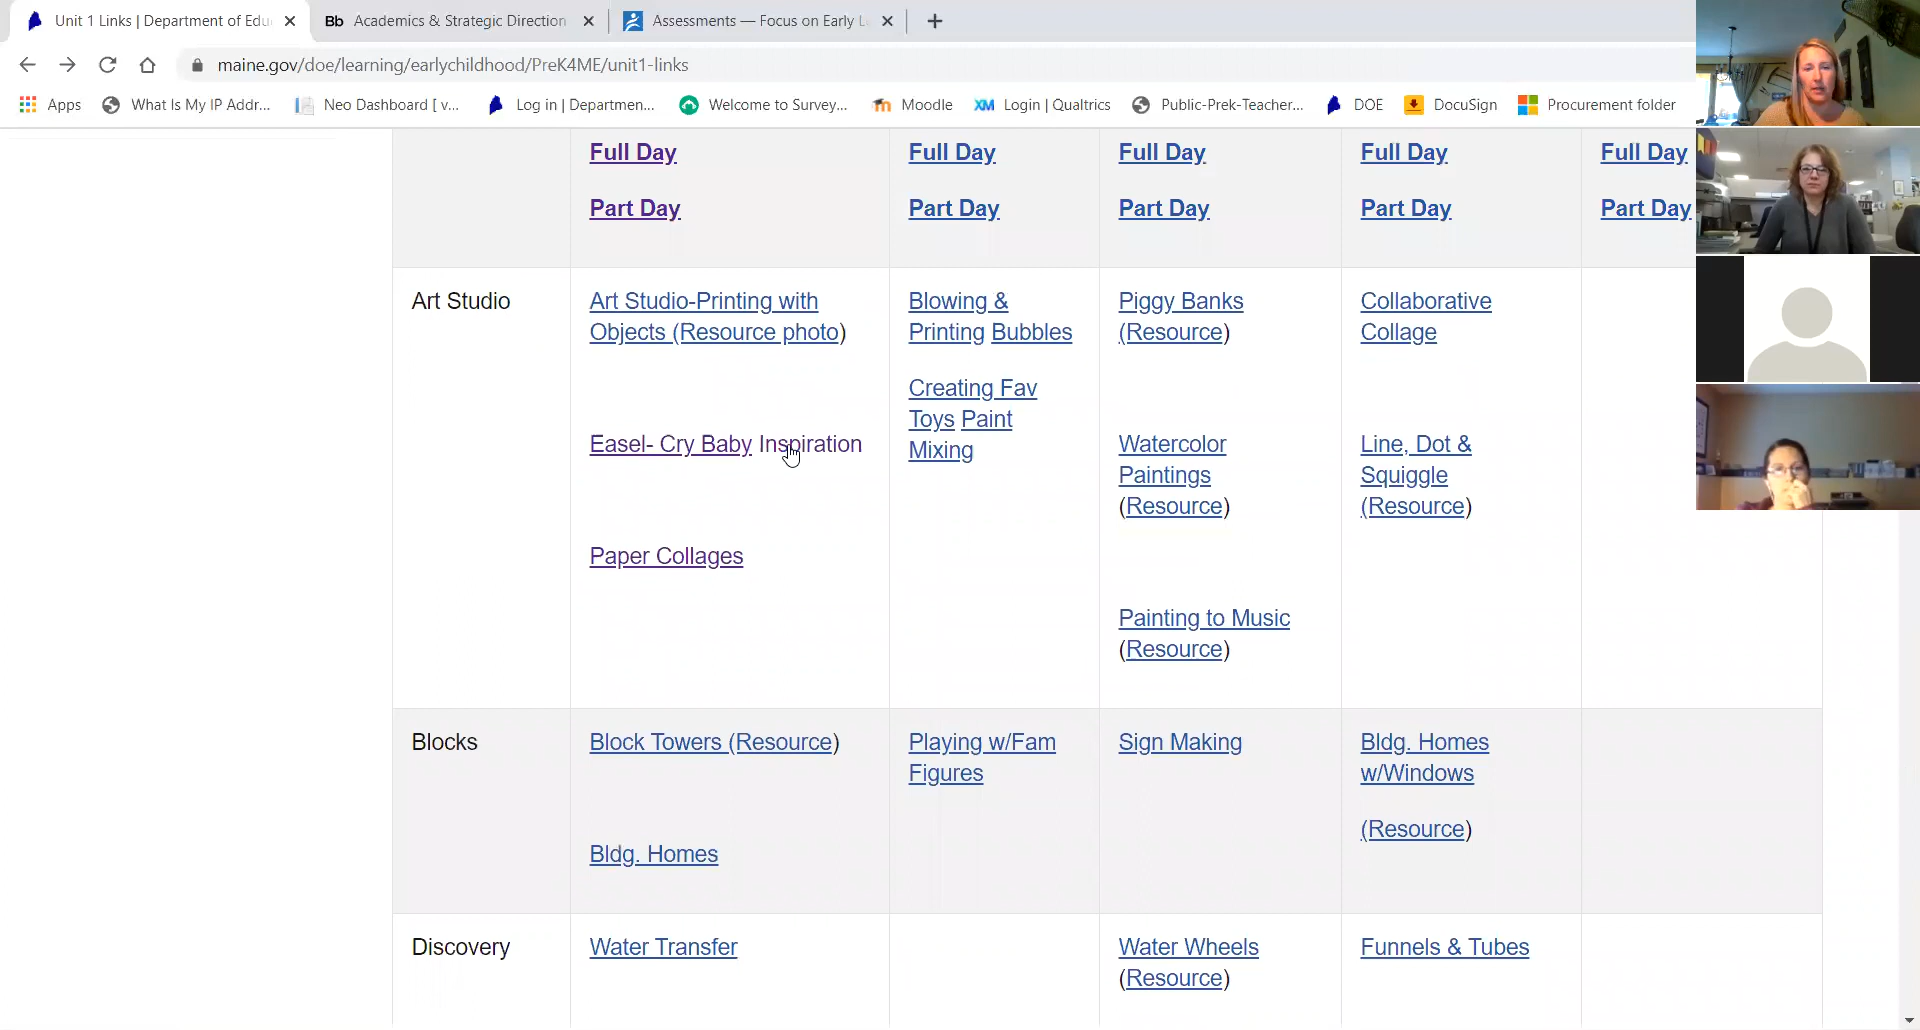 Unit 1 Links | Department of Edu
Bb Academics & Strategic Direction
Assessments — Focus on Early L
maine.gov/doe/learning/earlychildhood/PreK4ME/unit1-links
Apps
What Is My IP Addr...
Neo Dashboard [ v...
Log in | Departmen...
Welcome to Survey...
Moodle
XM Login | Qualtrics
Public-Prek-Teacher...
DOE
DocuSign
Procurement folder
Full Day
Part Day
Full Day
Part Day
Full Day
Part Day
Full Day
Part Day
Full Day
Part Day
Art Studio
Art Studio-Printing with
Objects (Resource photo)
Easel- Cry Baby Inspiration
Paper Collages
Blowing &
Printing Bubbles
Creating Fav
Toys Paint
Mixing
Piggy Banks
(Resource)
Watercolor
Paintings
(Resource)
Painting to Music
(Resource)
Collaborative
Collage
Line, Dot &
Squiggle
(Resource)
Blocks
Block Towers (Resource)
Bldg. Homes
Playing w/Fam
Figures
Sign Making
Bldg. Homes
w/Windows
(Resource)
Discovery
Water Transfer
Water Wheels
(Resource)
Funnels & Tubes